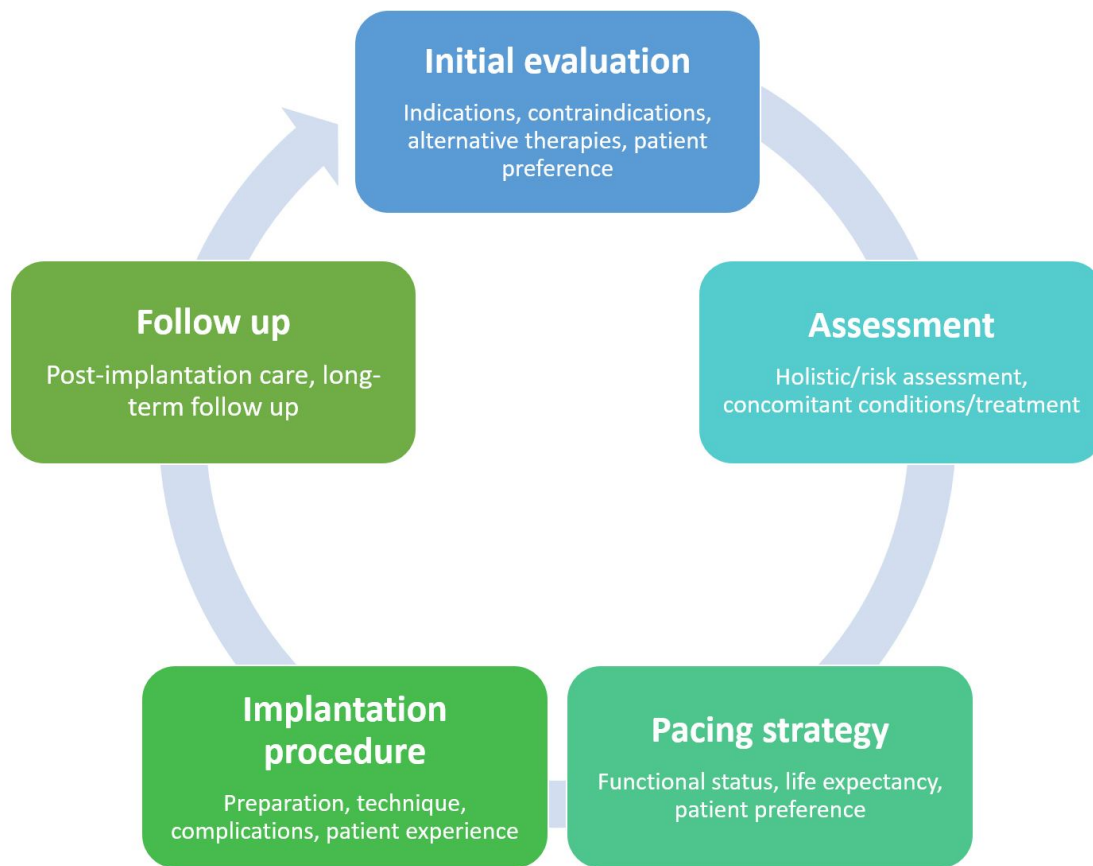 Initial evaluation
Indications, contraindications,
alternative therapies, patient
preference
Assessment
Holistic/risk assessment,
concomitant conditions/treatment
Pacing strategy
Functional status, life expectancy,
patient preference
Implantation
procedure
Preparation, technique,
complications, patient experience
Follow up
Post-implantation care, long-
term follow up